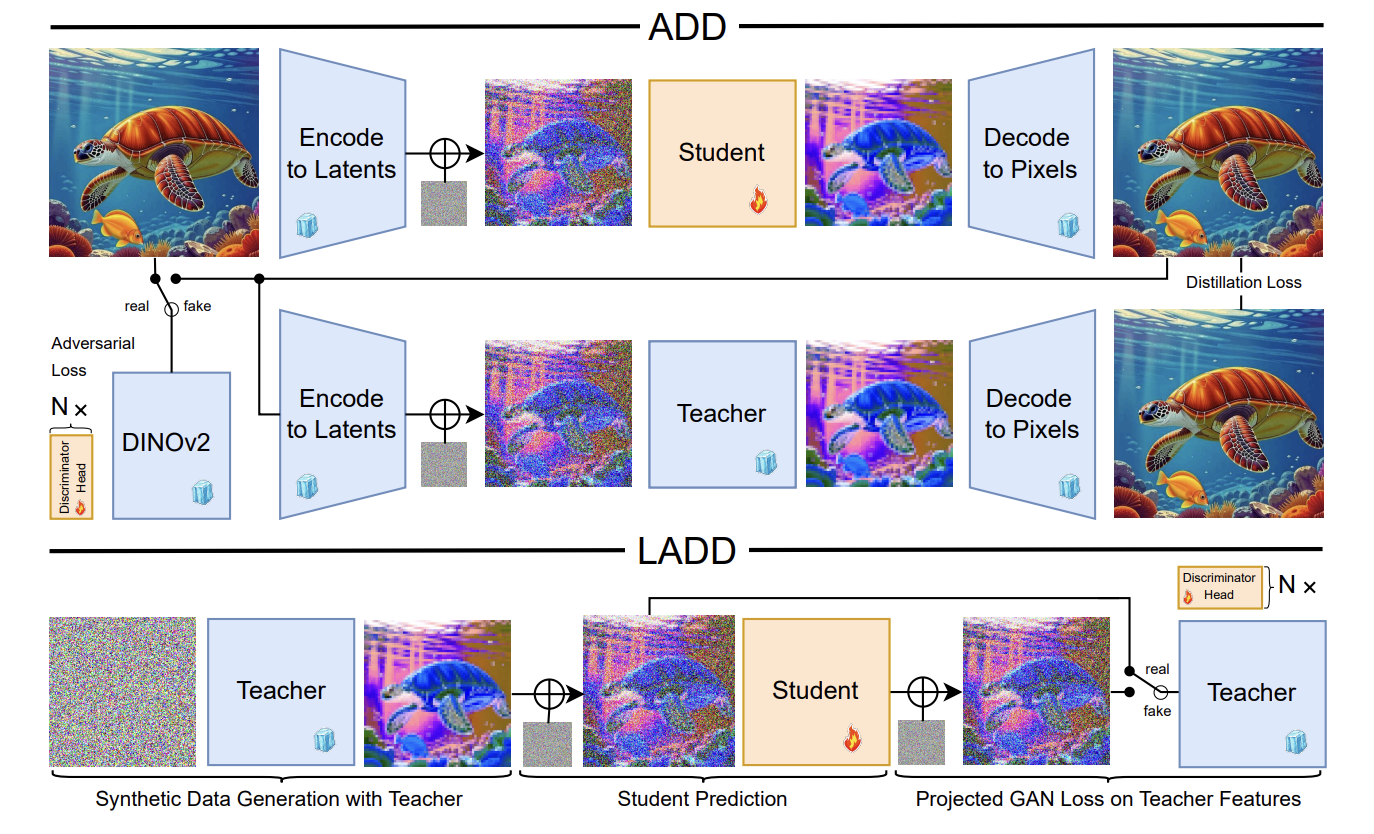 ADD
Encode
to Latents
Student
Decode
to Pixels
real
fake
Distillation Loss
Adversarial
Loss
N ×
Discriminator
Head
DINOv2
Encode
to Latents
Teacher
Decode
to Pixels
LADD
Discriminator
Head
N ×
Teacher
Student
real
fake
Teacher
Synthetic Data Generation with Teacher
Student Prediction
Projected GAN Loss on Teacher Features